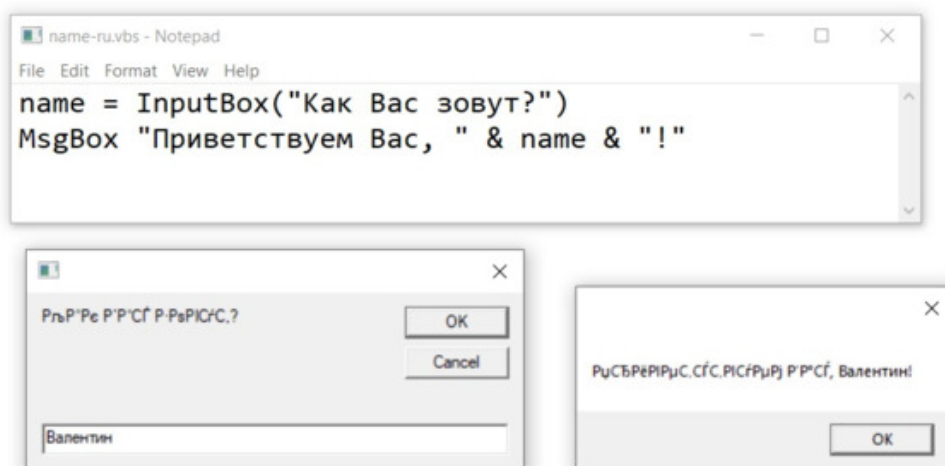 name-ru.vbs - Notepad
File Edit Format View Help
name = InputBox("Как Вас зовут?")
MsgBox "Приветствуем Вас, " & name & "!"
РљР°Рє Р’Р°СЃ Р·РѕРІСѓС‚?
OK
Cancel
Валентин
РџСЂРёРІРµС‚СЃС‚РІСѓРµРј Р’Р°СЃ, Валентин!
OK